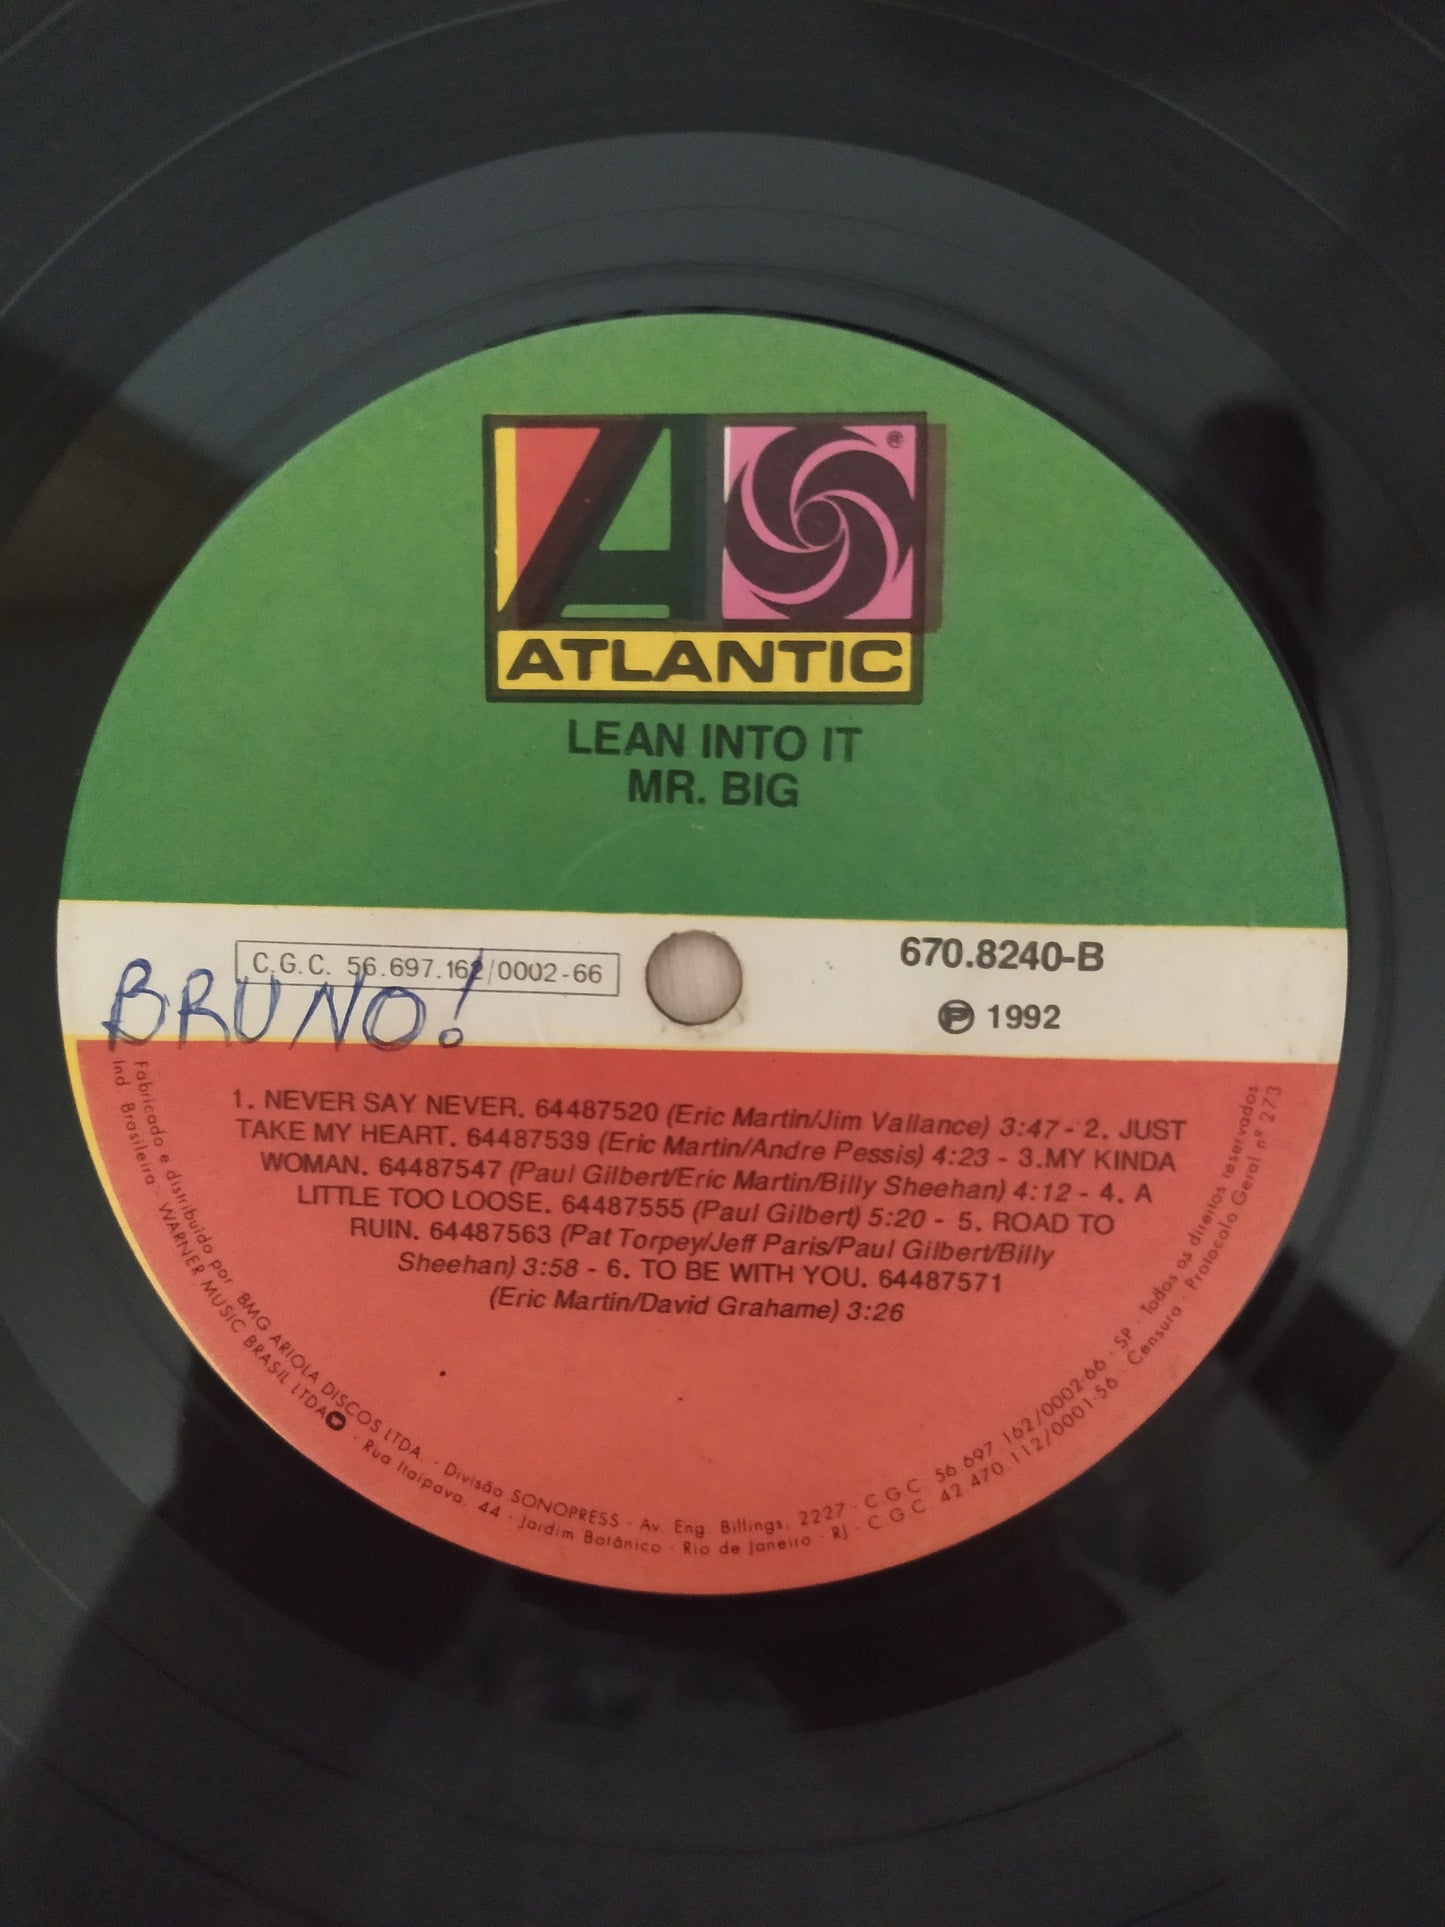 ®
ATLANTIC
LEAN INTO IT
MR. BIG
C.G.C. 56.697.162/0002-66
BRUNO!
670.8240-B
℗ 1992
1. NEVER SAY NEVER. 64487520 (Eric Martin/Jim Vallance) 3:47 - 2. JUST
TAKE MY HEART. 64487539 (Eric Martin/Andre Pessis) 4:23 - 3.MY KINDA
WOMAN. 64487547 (Paul Gilbert/Eric Martin/Billy Sheehan) 4:12 - 4. A
LITTLE TOO LOOSE. 64487555 (Paul Gilbert) 5:20 - 5. ROAD TO
RUIN. 64487563 (Pat Torpey/Jeff Paris/Paul Gilbert/Billy
Sheehan) 3:58 - 6. TO BE WITH YOU. 64487571
(Eric Martin/David Grahame) 3:26
Fabricado e distribuído por BMG ARIOLA DISCOS LTDA. - Divisão SONOPRESS · Av. Eng. Billings, 2227 · C.G.C. 56.697.162/0002-66 · SP · Todos os direitos reservados
Ind. Brasileira · WARNER MUSIC BRASIL LTDA · Rua Itaipava, 44 · Jardim Botânico · Rio de Janeiro · RJ · C.G.C. 42.470.112/0001-56 · Censura · Protocolo Geral nº 273